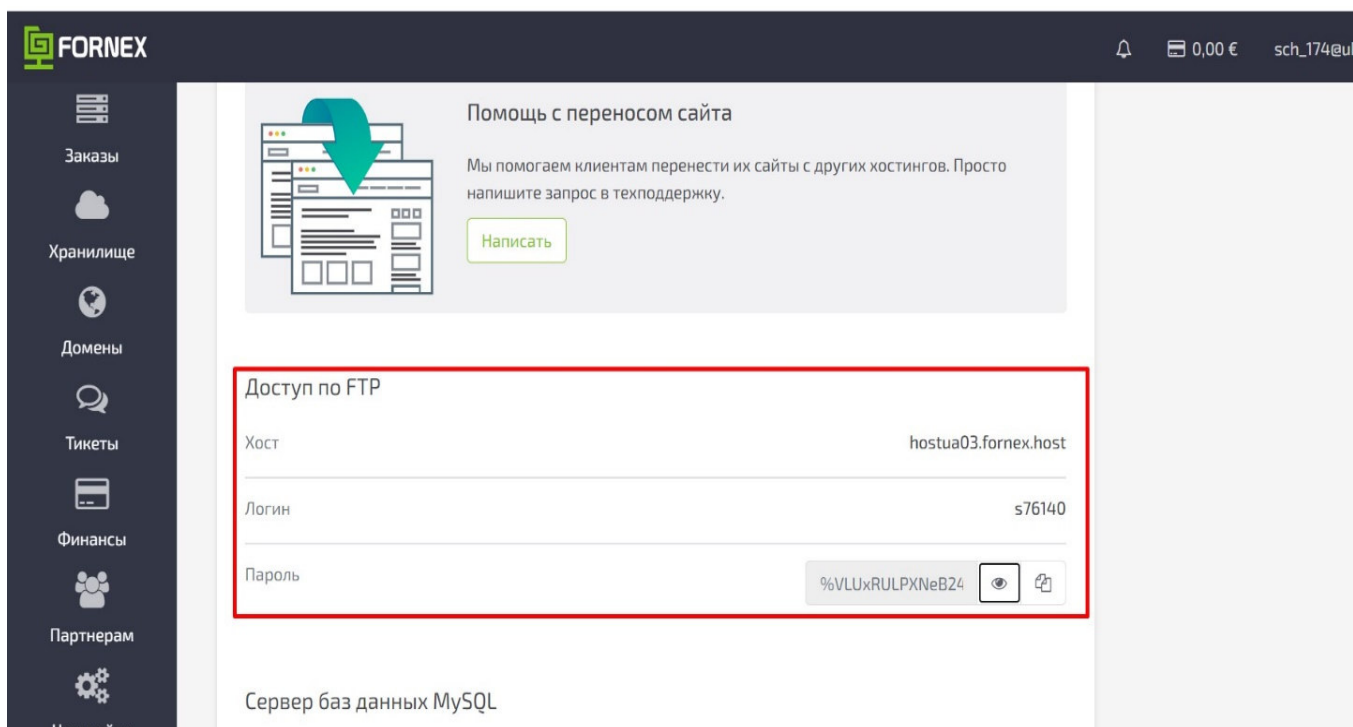 FORNEX
0,00 €
sch_174@ul
Заказы
Хранилище
Домены
Тикеты
Финансы
Партнерам
Помощь с переносом сайта
Мы помогаем клиентам перенести их сайты с других хостингов. Просто
напишите запрос в техподдержку.
Написать
Доступ по FTP
Хост
hostua03.fornex.host
Логин
s76140
Пароль
%VLUxRULPXNeB24
Сервер баз данных MySQL